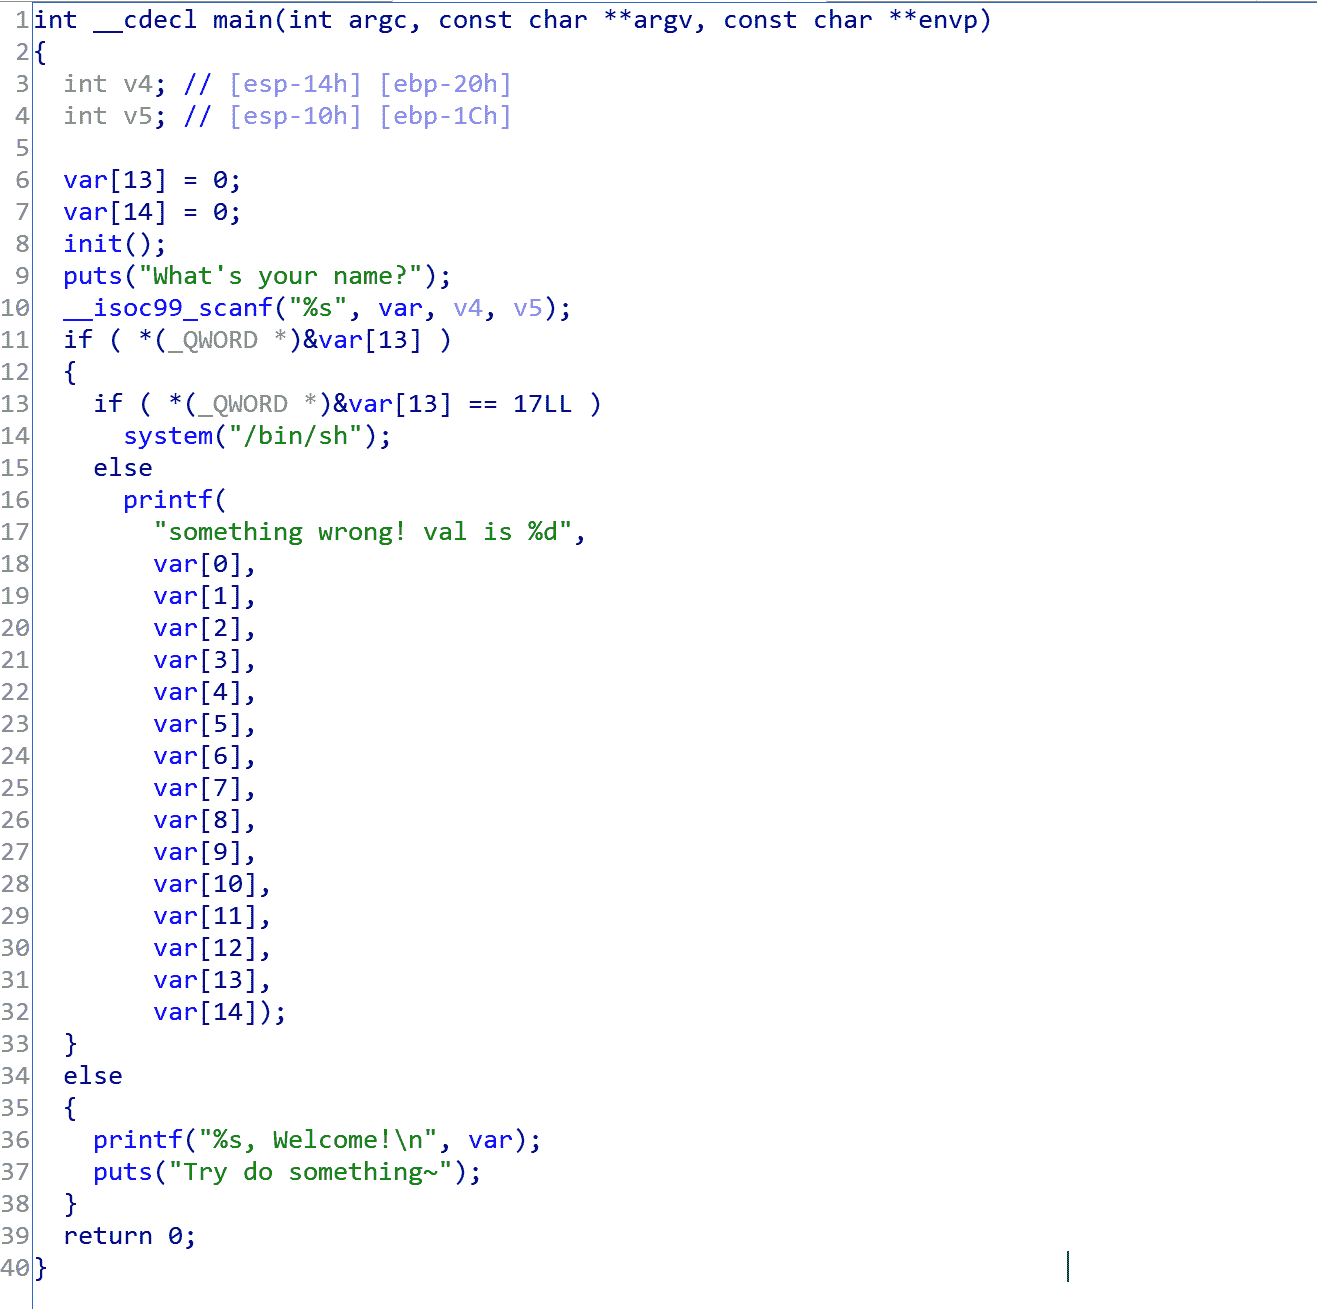 1 int __cdecl main(int argc, const char **argv, const char **envp)
2 {
3   int v4; // [esp-14h] [ebp-20h]
4   int v5; // [esp-10h] [ebp-1Ch]
5
6   var[13] = 0;
7   var[14] = 0;
8   init();
9   puts("What's your name?");
10   __isoc99_scanf("%s", var, v4, v5);
11   if ( *(_QWORD *)&var[13] )
12   {
13     if ( *(_QWORD *)&var[13] == 17LL )
14       system("/bin/sh");
15     else
16       printf(
17         "something wrong! val is %d",
18         var[0],
19         var[1],
20         var[2],
21         var[3],
22         var[4],
23         var[5],
24         var[6],
25         var[7],
26         var[8],
27         var[9],
28         var[10],
29         var[11],
30         var[12],
31         var[13],
32         var[14]);
33   }
34   else
35   {
36     printf("%s, Welcome!\n", var);
37     puts("Try do something~");
38   }
39   return 0;
40 }